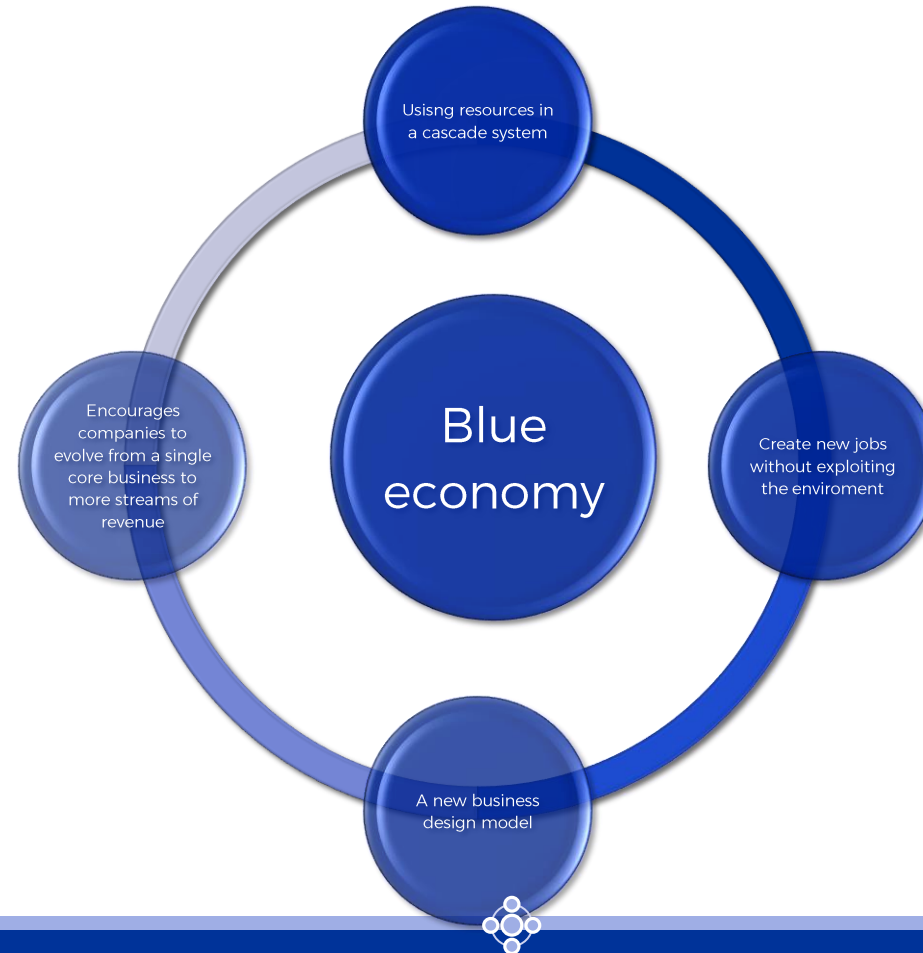 Usisng resources in
a cascade system
Blue
economy
Create new jobs
without exploiting
the enviroment
A new business
design model
Encourages
companies to
evolve from a single
core business to
more streams of
revenue